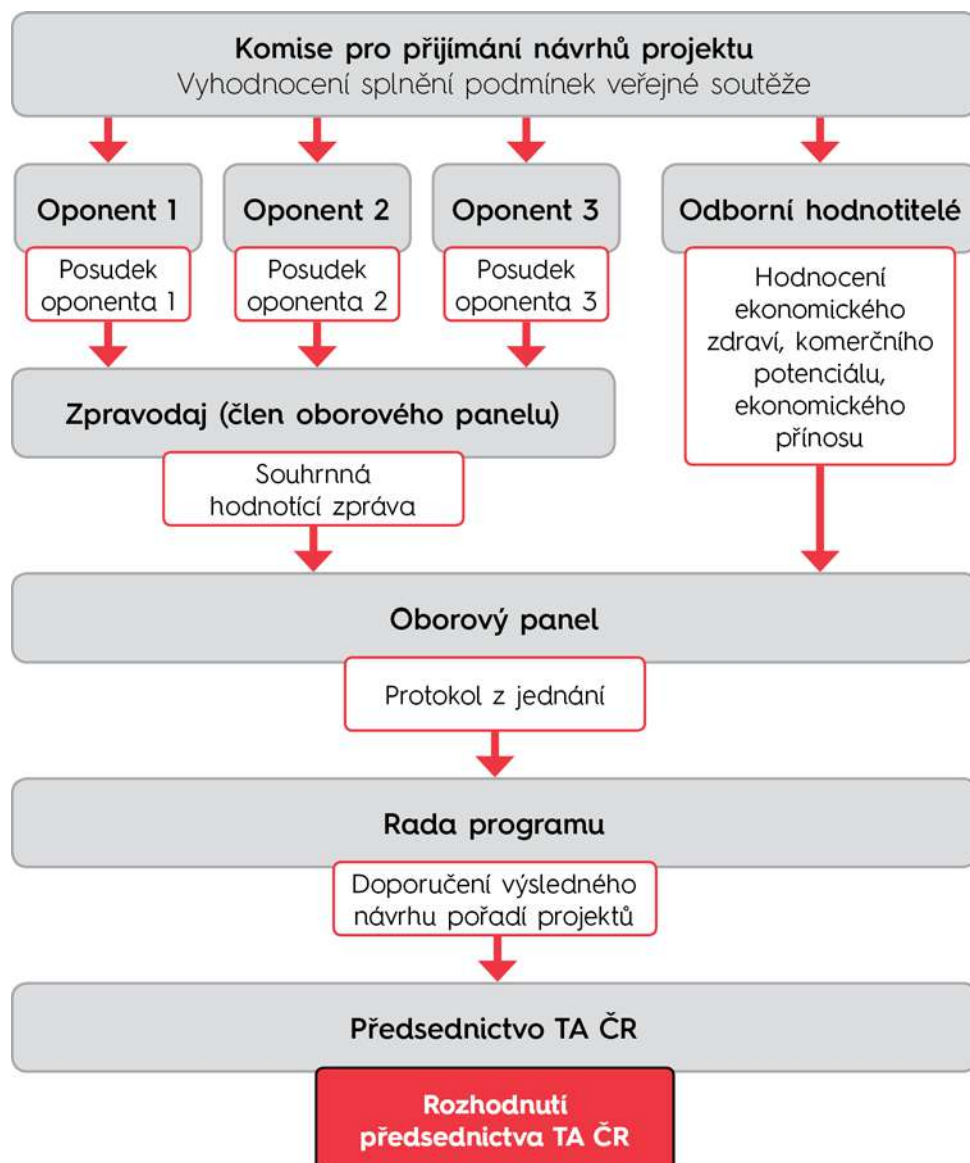 Komise pro přijímání návrhů projektu
Vyhodnocení splnění podmínek veřejné soutěže
Oponent 1
Oponent 2
Oponent 3
Odborní hodnotitelé
Posudek
oponenta 1
Posudek
oponenta 2
Posudek
oponenta 3
Hodnocení
ekonomického
zdraví, komerčního
potenciálu,
ekonomického
přínosu
Zpravodaj (člen oborového panelu)
Souhrnná
hodnotící zpráva
Oborový panel
Protokol z jednání
Rada programu
Doporučení výsledného
návrhu pořadí projektů
Předsednictvo TA ČR
Rozhodnutí
předsednictva TA ČR